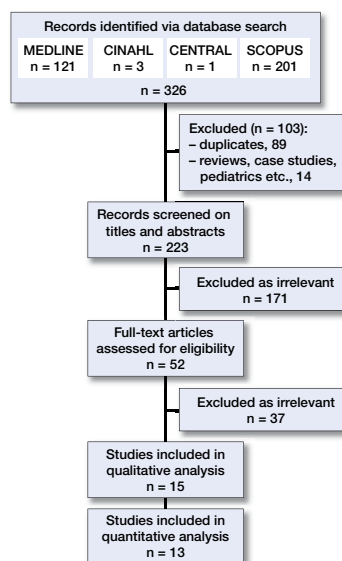 Records identified via database search
MEDLINE CINAHL CENTRAL SCOPUS
n = 121 n = 3 n = 1 n = 201
n = 326
Excluded (n = 103):
– duplicates, 89
– reviews, case studies,
pediatrics etc., 14
Records screened on
titles and abstracts
n = 223
Excluded as irrelevant
n = 171
Full-text articles
assessed for eligibility
n = 52
Excluded as irrelevant
n = 37
Studies included in
qualitative analysis
n = 15
Studies included in
quantitative analysis
n = 13